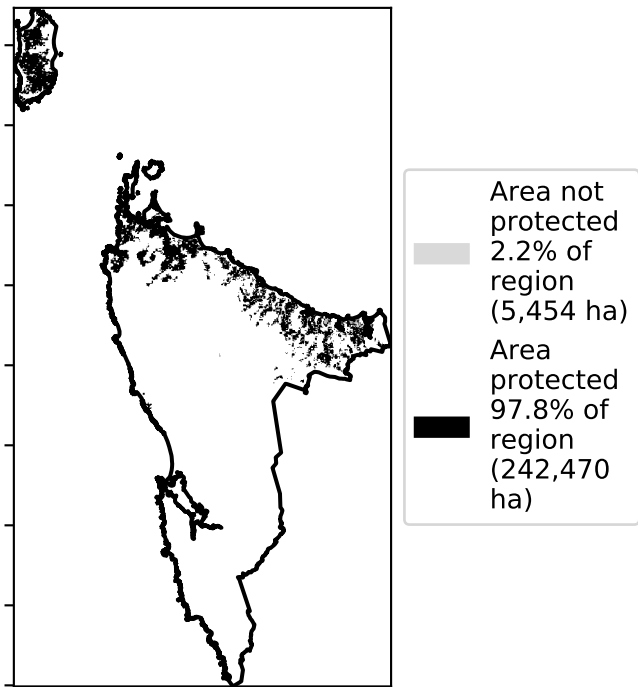 Area not
protected
2.2% of
region
(5,454 ha)
Area
protected
97.8% of
region
(242,470
ha)